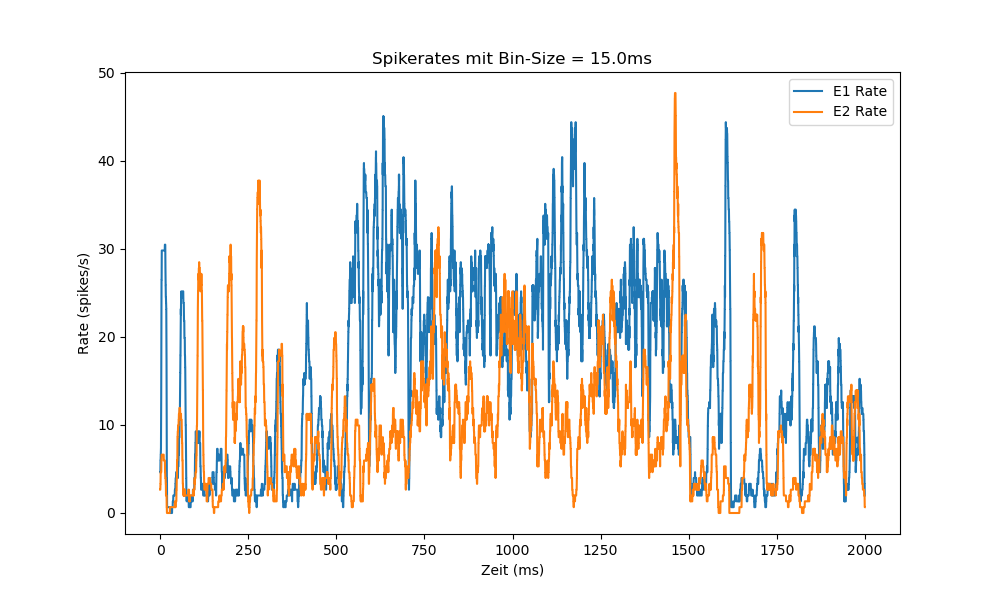 Spikerates mit Bin-Size = 15.0ms
E1 Rate
E2 Rate
Rate (spikes/s)
50
40
30
20
10
0
0 250 500 750 1000 1250 1500 1750 2000
Zeit (ms)